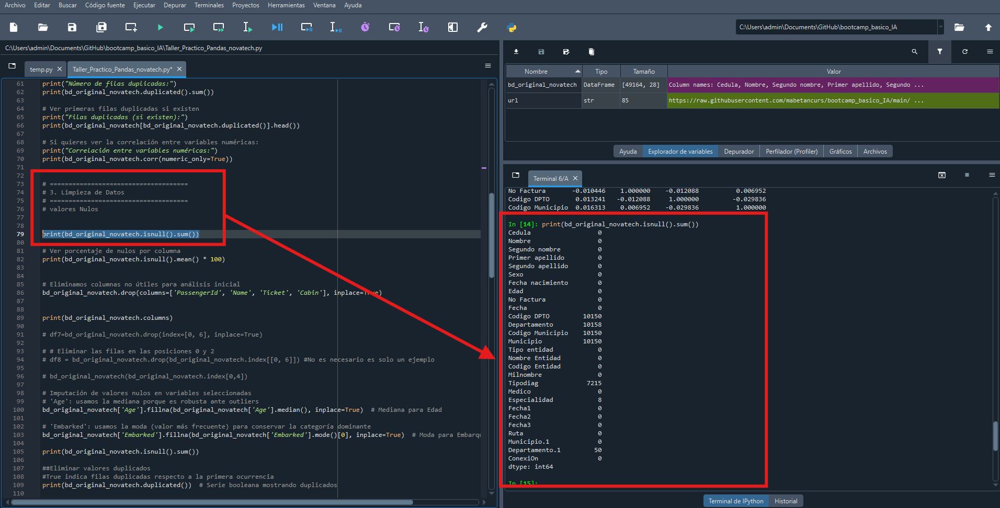 Archivo Editar Buscar Código fuente Ejecutar Depurar Terminales Proyectos Herramientas Ventana Ayuda
C:\Users\admin\Documents\GitHub\bootcamp_basico_IA
C:\Users\admin\Documents\GitHub\bootcamp_basico_IA\Taller_Practico_Pandas_novatech.py
temp.py
Taller_Practico_Pandas_novatech.py*
61 print("Número de filas duplicadas:")
62 print(bd_original_novatech.duplicated().sum())
63
64 # Ver primeras filas duplicadas si existen
65 print("Filas duplicadas (si existen):")
66 print(bd_original_novatech[bd_original_novatech.duplicated()].head())
67
68 # Si quieres ver la correlación entre variables numéricas:
69 print("Correlación entre variables numéricas:")
70 print(bd_original_novatech.corr(numeric_only=True))
71
72
73 # =====================================
74 # 3. Limpieza de Datos
75 # =====================================
76 # valores Nulos
77
78
79 print(bd_original_novatech.isnull().sum())
80
81 # Ver porcentaje de nulos por columna
82 print(bd_original_novatech.isnull().mean() * 100)
83
84
85 # Eliminamos columnas no útiles para análisis inicial
86 bd_original_novatech.drop(columns=['PassengerId', 'Name', 'Ticket', 'Cabin'], inplace=True)
87
88
89 print(bd_original_novatech.columns)
90
91 # df7=bd_original_novatech.drop(index=[0, 6], inplace=True)
92
93 # # Eliminar las filas en las posiciones 0 y 2
94 # df8 = bd_original_novatech.drop(bd_original_novatech.index[[0, 6]]) #No es necesario es solo un ejemplo
95
96 # bd_original_novatech(bd_original_novatech.index[0,4])
97
98 # Imputación de valores nulos en variables seleccionadas
99 # 'Age': usamos la mediana porque es robusta ante outliers
100 bd_original_novatech['Age'].fillna(bd_original_novatech['Age'].median(), inplace=True)  # Mediana para Edad
101
102 # 'Embarked': usamos la moda (valor más frecuente) para conservar la categoría dominante
103 bd_original_novatech['Embarked'].fillna(bd_original_novatech['Embarked'].mode()[0], inplace=True)  # Moda para Embarqu
104
105 print(bd_original_novatech.isnull().sum())
106
107 ##Eliminar valores duplicados
108 #True indica filas duplicadas respecto a la primera ocurrencia
109 print(bd_original_novatech.duplicated())  # Serie booleana mostrando duplicados
110
Nombre Tipo Tamaño Valor
bd_original_novatech DataFrame [49164, 28] Column names: Cedula, Nombre, Segundo nombre, Primer apellido, Segundo ...
url str 85 https://raw.githubusercontent.com/mabetancurs/bootcamp_basico_IA/main/ ...
Ayuda Explorador de variables Depurador Perfilador (Profiler) Gráficos Archivos
Terminal 6/A
No Factura -0.010446 1.000000 -0.012088 0.006952
Codigo DPTO 0.013241 -0.012088 1.000000 -0.029836
Codigo Municipio 0.016313 0.006952 -0.029836 1.000000
In [14]: print(bd_original_novatech.isnull().sum())
Cedula 0
Nombre 0
Segundo nombre 0
Primer apellido 0
Segundo apellido 0
Sexo 0
Fecha nacimiento 0
Edad 0
No Factura 0
Fecha 0
Codigo DPTO 10150
Departamento 10158
Codigo Municipio 10150
Municipio 10150
Tipo entidad 0
Nombre Entidad 0
Codigo Entidad 0
Milnombre 0
Tipodiag 7215
Medico 0
Especialidad 8
Fecha1 0
Fecha2 0
Fecha3 0
Ruta 0
Municipio.1 0
Departamento.1 50
ConexiOn 0
dtype: int64
In [15]:
Terminal de IPython Historial